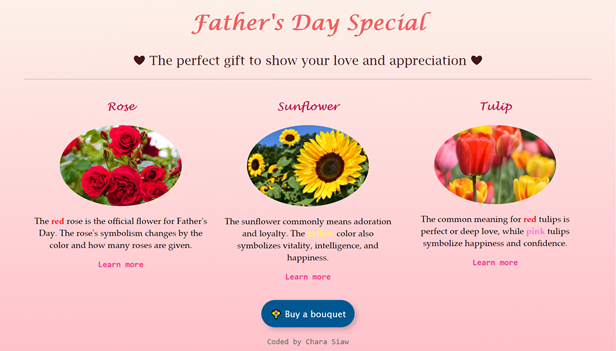 Father's Day Special
The perfect gift to show your love and appreciation
Rose
Sunflower
Tulip
The red rose is the official flower for Father's
Day. The rose's symbolism changes by the
color and how many roses are given.
Learn more
The sunflower commonly means adoration
and loyalty. The yellow color also
symbolizes vitality, intelligence, and
happiness.
Learn more
The common meaning for red tulips is
perfect or deep love, while pink tulips
symbolize happiness and confidence.
Learn more
Buy a bouquet
Coded by Chara Siaw